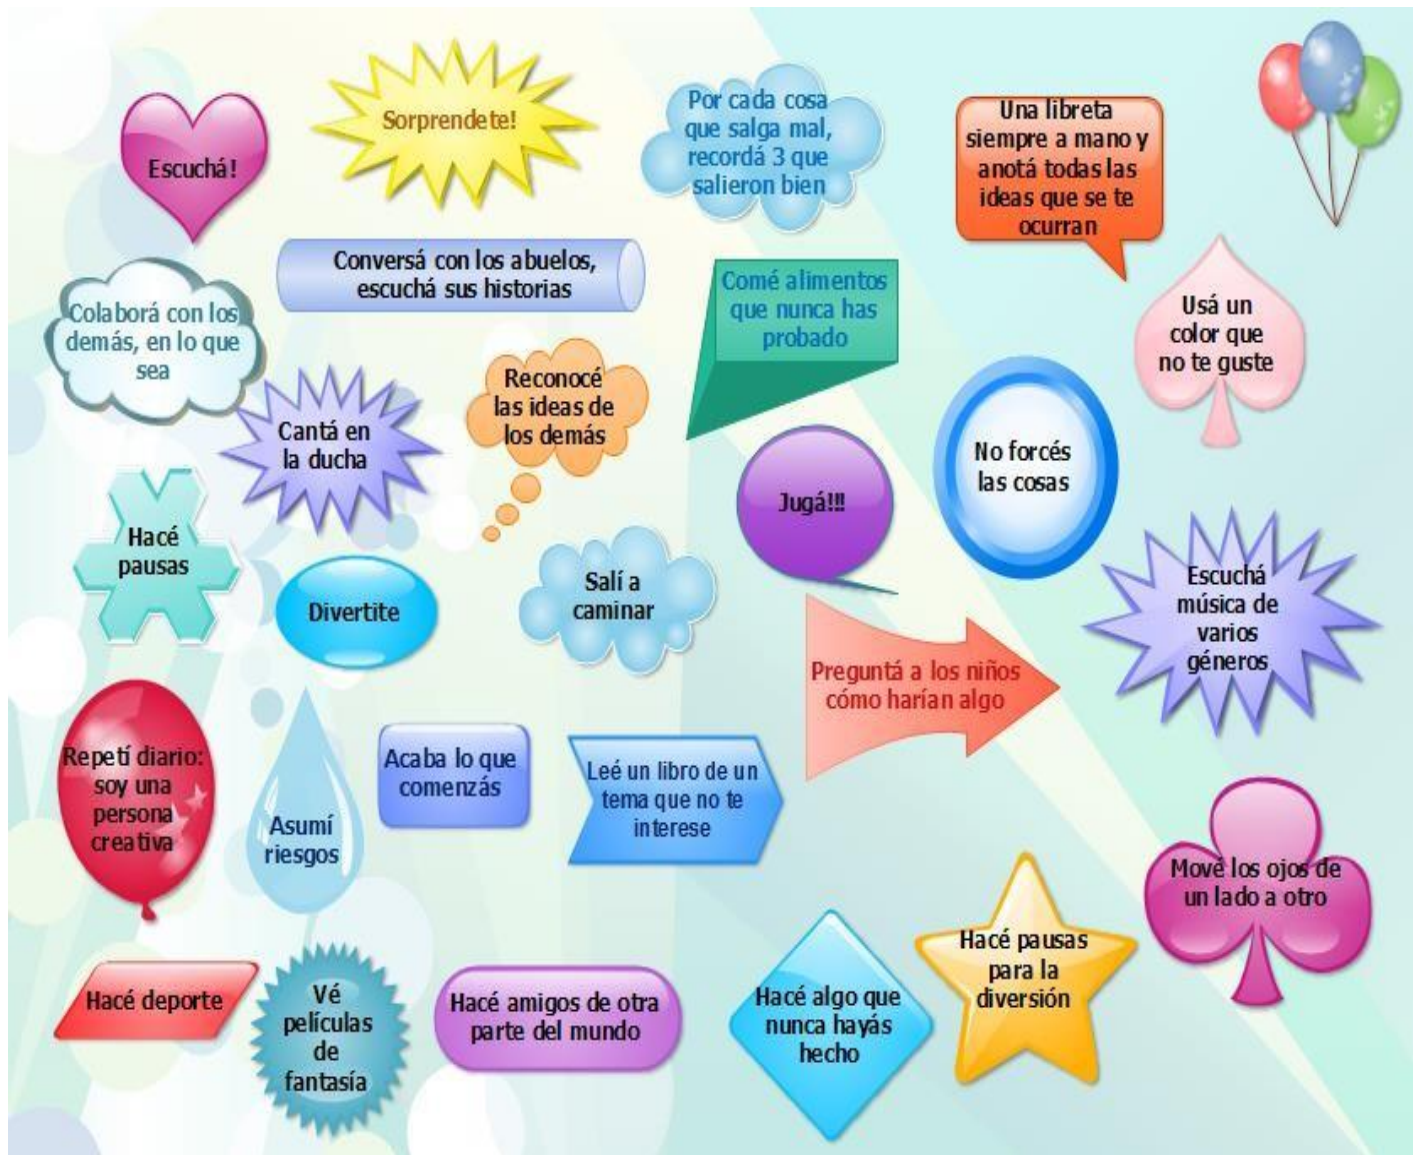 Escuchá!
Sorprendete!
Por cada cosa
que salga mal,
recordá 3 que
salieron bien
Una libreta
siempre a mano y
anotá todas las
ideas que se te
ocurran
Colaborá con los
demás, en lo que
sea
Conversá con los abuelos,
escuchá sus historias
Comé alimentos
que nunca has
probado
Usá un
color que
no te guste
Cantá en
la ducha
Reconocé
las ideas de
los demás
Jugá!!!
No forcés
las cosas
Hacé
pausas
Divertite
Salí a
caminar
Preguntá a los niños
cómo harían algo
Escuchá
música de
varios
géneros
Repetí diario:
soy una
persona
creativa
Asumí
riesgos
Acaba lo que
comenzás
Leé un libro de un
tema que no te
interese
Mové los ojos de
un lado a otro
Hacé deporte
Vé
películas
de
fantasía
Hacé amigos de otra
parte del mundo
Hacé algo que
nunca hayás
hecho
Hacé pausas
para la
diversión